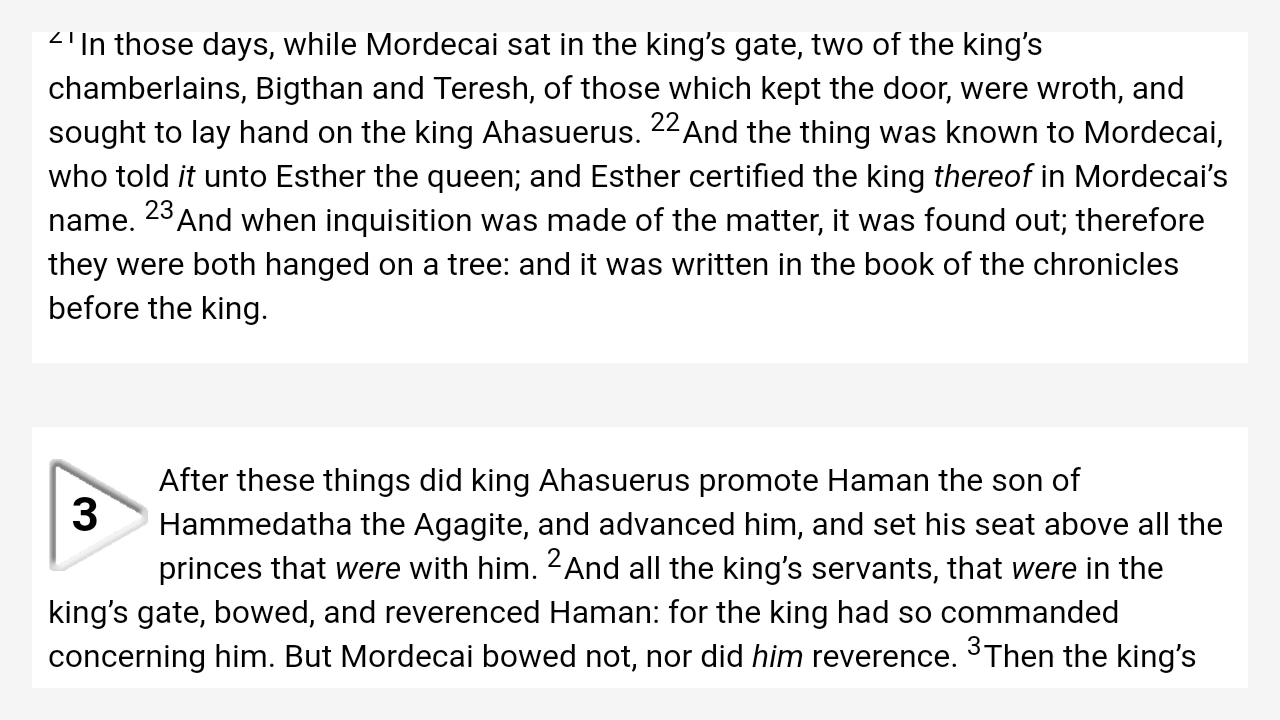 21In those days, while Mordecai sat in the king’s gate, two of the king’s
chamberlains, Bigthan and Teresh, of those which kept the door, were wroth, and
sought to lay hand on the king Ahasuerus. 22And the thing was known to Mordecai,
who told it unto Esther the queen; and Esther certified the king thereof in Mordecai’s
name. 23And when inquisition was made of the matter, it was found out; therefore
they were both hanged on a tree: and it was written in the book of the chronicles
before the king.
3
After these things did king Ahasuerus promote Haman the son of
Hammedatha the Agagite, and advanced him, and set his seat above all the
princes that were with him. 2And all the king’s servants, that were in the
king’s gate, bowed, and reverenced Haman: for the king had so commanded
concerning him. But Mordecai bowed not, nor did him reverence. 3Then the king’s